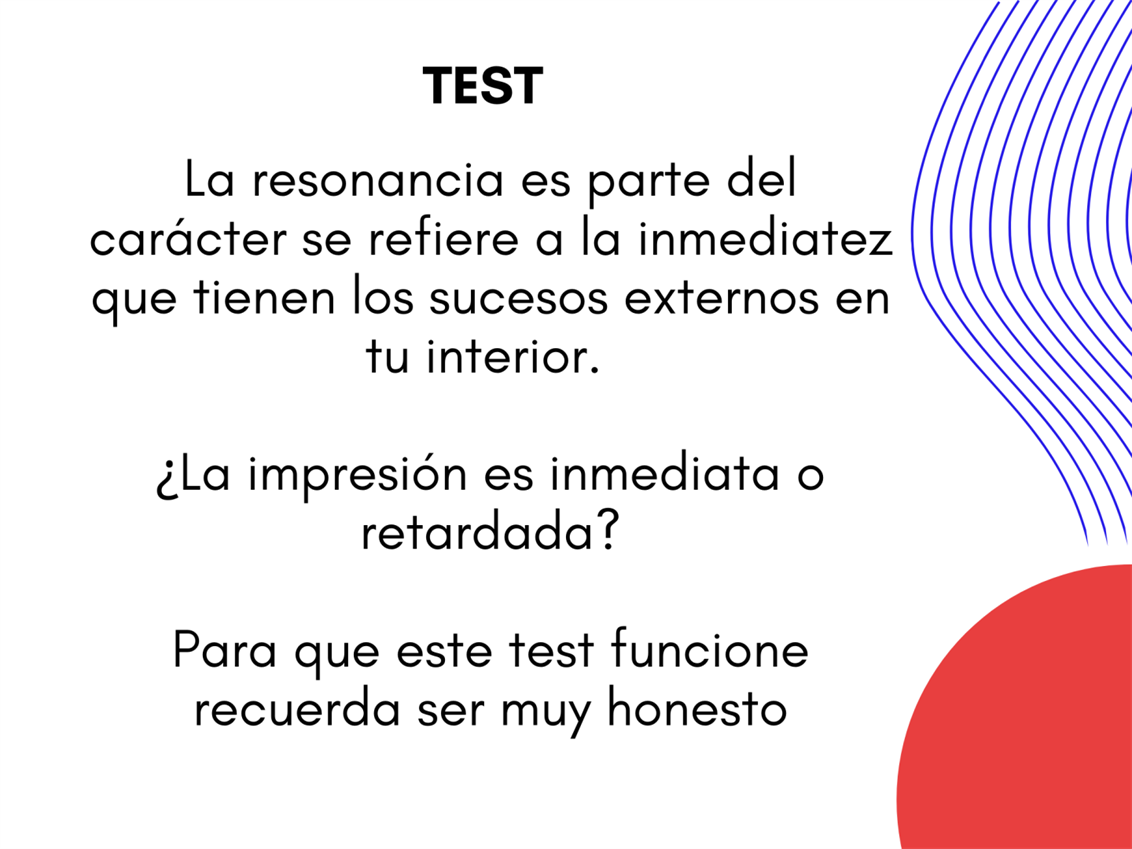 TEST
La resonancia es parte del
carácter se refiere a la inmediatez
que tienen los sucesos externos en
tu interior.
¿La impresión es inmediata o
retardada?
Para que este test funcione
recuerda ser muy honesto